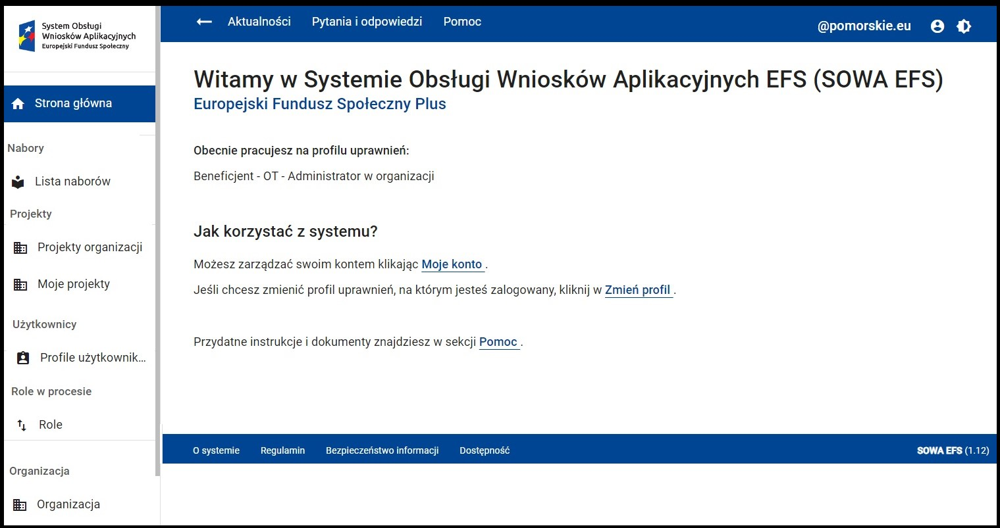 System Obsługi
Wniosków Aplikacyjnych
Europejski Fundusz Społeczny
Aktualności
Pytania i odpowiedzi
Pomoc
@pomorskie.eu
Strona główna
Nabory
Lista naborów
Projekty
Projekty organizacji
Moje projekty
Użytkownicy
Profile użytkownik...
Role w procesie
Role
Organizacja
Organizacja
Witamy w Systemie Obsługi Wniosków Aplikacyjnych EFS (SOWA EFS)
Europejski Fundusz Społeczny Plus
Obecnie pracujesz na profilu uprawnień:
Beneficjent - OT - Administrator w organizacji
Jak korzystać z systemu?
Możesz zarządzać swoim kontem klikając Moje konto .
Jeśli chcesz zmienić profil uprawnień, na którym jesteś zalogowany, kliknij w Zmień profil .
Przydatne instrukcje i dokumenty znajdziesz w sekcji Pomoc .
O systemie
Regulamin
Bezpieczeństwo informacji
Dostępność
SOWA EFS (1.12)